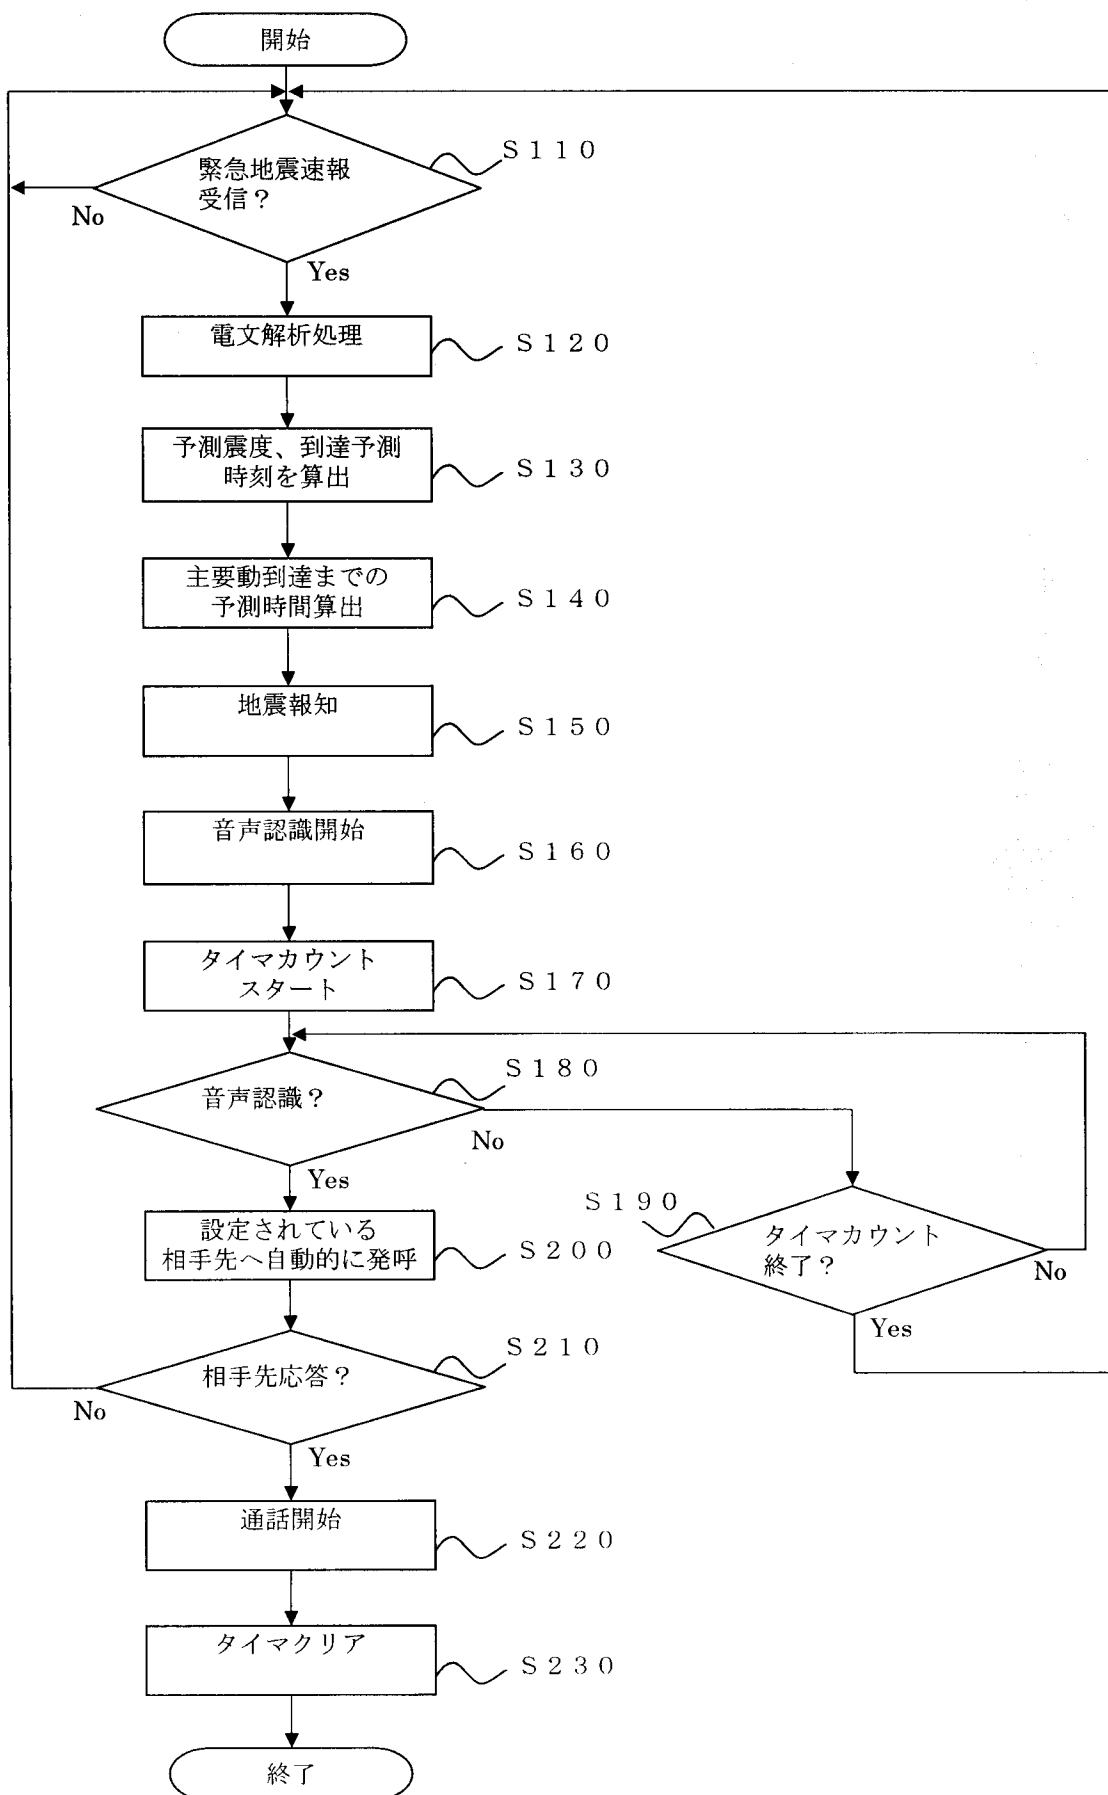 開始
緊急地震速報
受信？
Ｓ１１０
No
Yes
電文解析処理
Ｓ１２０
予測震度、到達予測
時刻を算出
Ｓ１３０
主要動到達までの
予測時間算出
Ｓ１４０
地震報知
Ｓ１５０
音声認識開始
Ｓ１６０
タイマカウント
スタート
Ｓ１７０
音声認識？
Ｓ１８０
No
Yes
Ｓ１９０
タイマカウント
終了？
No
Yes
設定されている
相手先へ自動的に発呼
Ｓ２００
相手先応答？
Ｓ２１０
No
Yes
通話開始
Ｓ２２０
タイマクリア
Ｓ２３０
終了